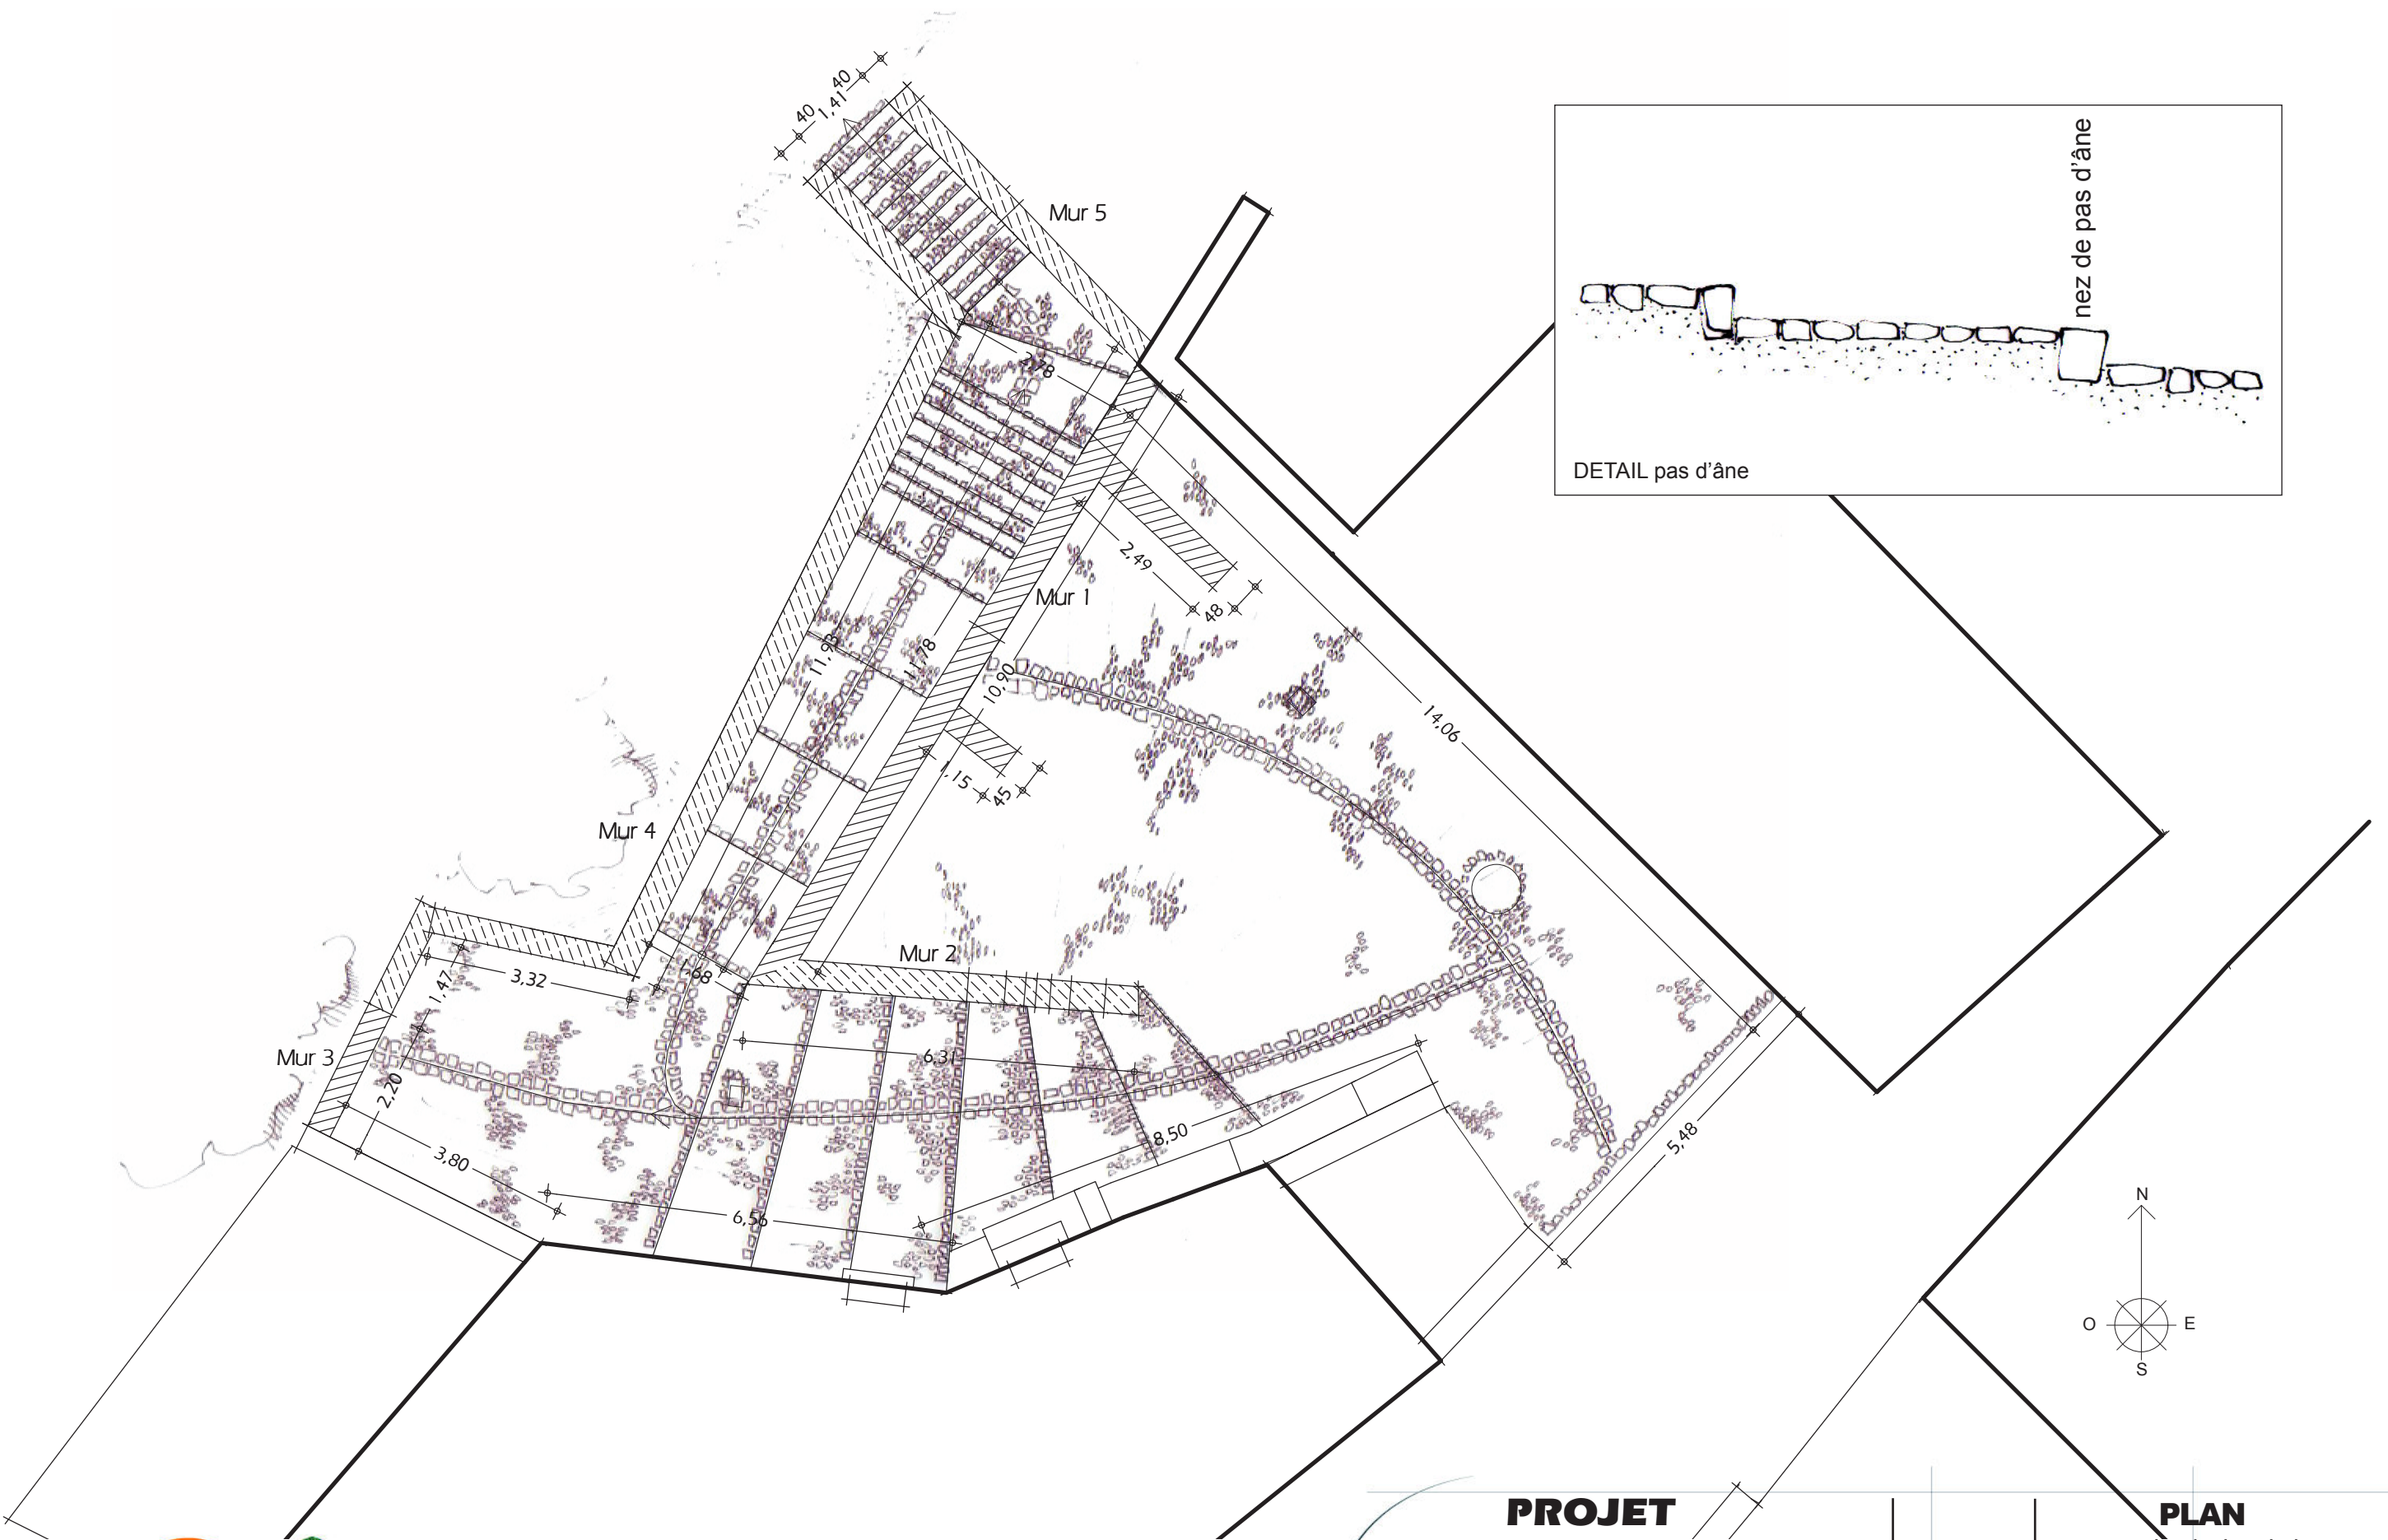 40
1,41
40
Mur 5
nez de pas d'âne
DETAIL pas d'âne
2,78
2,49
48
Mur 1
11,93
11,78
10,90
14,06
1,15
45
Mur 4
Mur 2
3,32
1,47
1,68
Mur 3
2,20
6,31
8,50
5,48
3,80
6,56
N
O
E
S
PROJET
PLAN